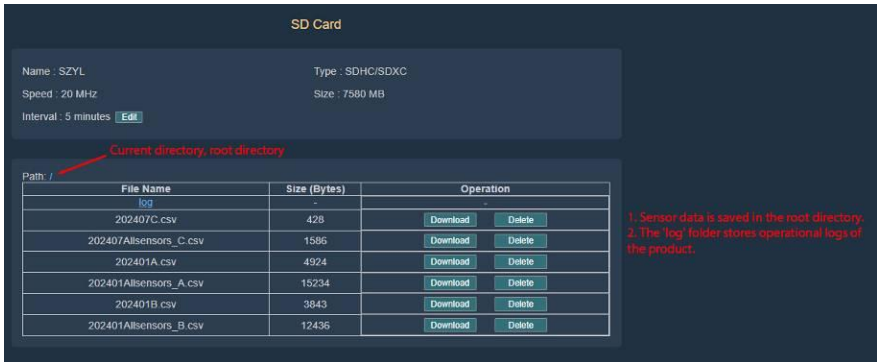 SD Card
Name : SZYL
Type : SDHC/SDXC
Speed : 20 MHz
Size : 7580 MB
Interval : 5 minutes Edit
Current directory, root directory
Path: /
File Name Size (Bytes) Operation
log - -
202407C.csv 428 Download Delete
202407Allsensors_C.csv 1586 Download Delete
202401A.csv 4924 Download Delete
202401Allsensors_A.csv 15234 Download Delete
202401B.csv 3843 Download Delete
202401Allsensors_B.csv 12436 Download Delete
1. Sensor data is saved in the root directory.
2. The 'log' folder stores operational logs of
the product.